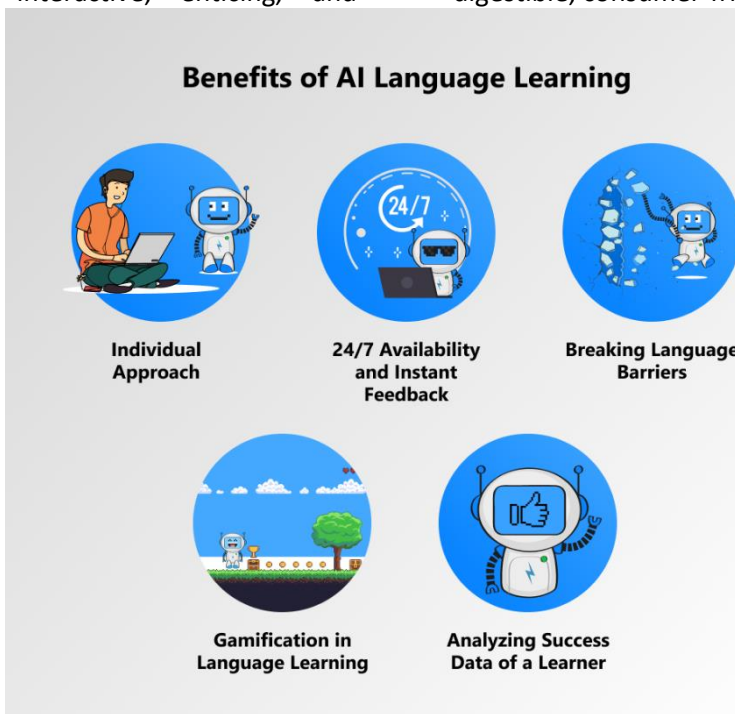 Benefits of AI Language Learning
24/7
Individual
Approach
24/7 Availability
and Instant
Feedback
Breaking Language
Barriers
Gamification in
Language Learning
Analyzing Success
Data of a Learner